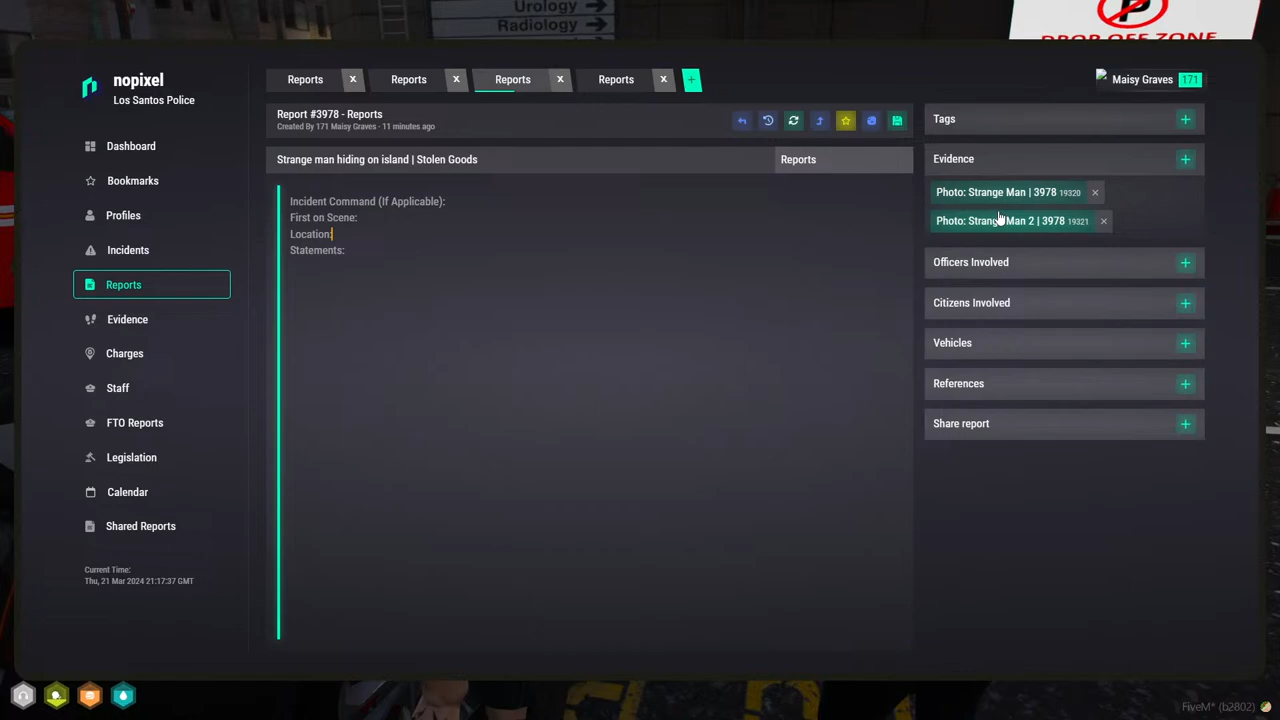 Urology
Radiology
P
DROP OFF ZONE
nopixel
Los Santos Police
Reports x
Reports x
Reports x
Reports x
+
Maisy Graves 171
Dashboard
Bookmarks
Profiles
Incidents
Reports
Evidence
Charges
Staff
FTO Reports
Legislation
Calendar
Shared Reports
Current Time:
Thu, 21 Mar 2024 21:17:37 GMT
Report #3978 - Reports
Created By 171 Maisy Graves - 11 minutes ago
Strange man hiding on island | Stolen Goods
Reports
Incident Command (If Applicable):
First on Scene:
Location:
Statements:
Tags +
Evidence +
Photo: Strange Man | 3978 19320 ×
Photo: Strange Man 2 | 3978 19321 ×
Officers Involved +
Citizens Involved +
Vehicles +
References +
Share report +
FiveM* (b2802)